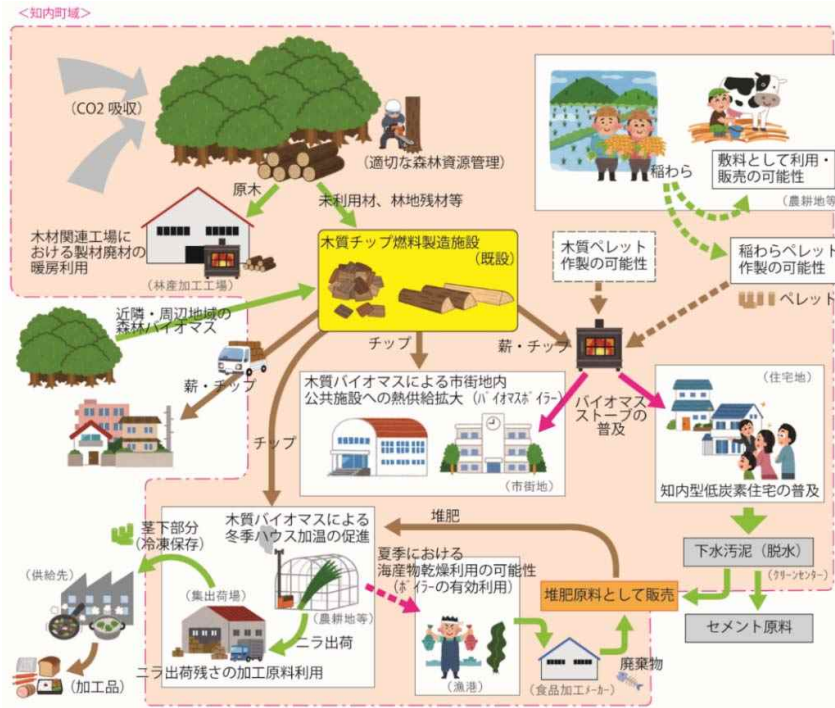 ＜知内町域＞
（CO2 吸収）
（適切な森林資源管理）
原木
未利用材、林地残材等
木材関連工場に
おける製材廃材の
暖房利用
（林産加工工場）
木質チップ燃料製造施設
（既設）
稲わら
敷料として利用・
販売の可能性
（農耕地等
木質ペレット
作製の可能性
稲わらペレット
作製の可能性
ペレット
近隣・周辺地域の
森林バイオマス
薪・チップ
チップ
チップ
薪・チップ
木質バイオマスによる市街地内
公共施設への熱供給拡大（ﾊﾞｲｵﾏｽﾎﾞｲﾗｰ）
（市街地）
バイオマス
ストーブの
普及
（住宅地）
知内型低炭素住宅の普及
木質バイオマスによる
冬季ハウス加温の促進
（農耕地等）
堆肥
茎下部分
（冷凍保存）
（供給先）
（集出荷場）
ニラ出荷
ニラ出荷残さの加工原料利用
（加工品）
夏季における
海産物乾燥利用の可能性
（ﾎﾞｲﾗｰの有効利用）
（漁港）
（食品加工ﾒｰｶｰ）
廃棄物
堆肥原料として販売
下水汚泥（脱水）
（ｸﾘｰﾝｾﾝﾀｰ）
セメント原料